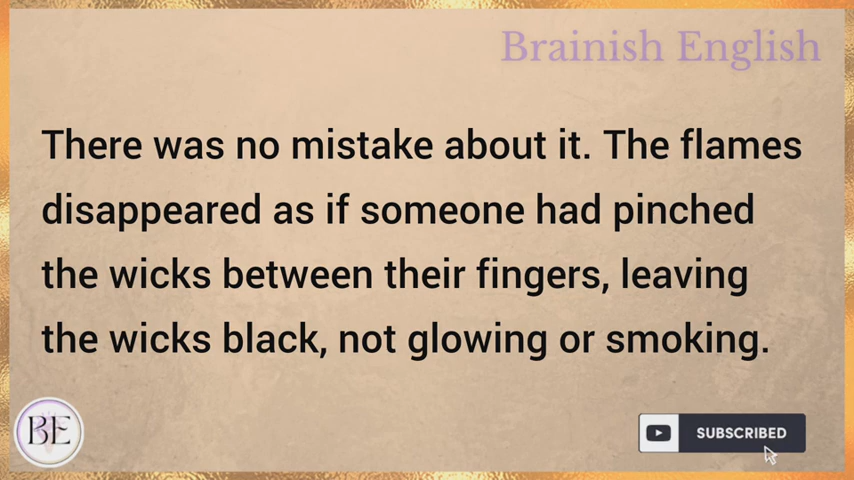 Brainish English
There was no mistake about it. The flames
disappeared as if someone had pinched
the wicks between their fingers, leaving
the wicks black, not glowing or smoking.
BE
SUBSCRIBED